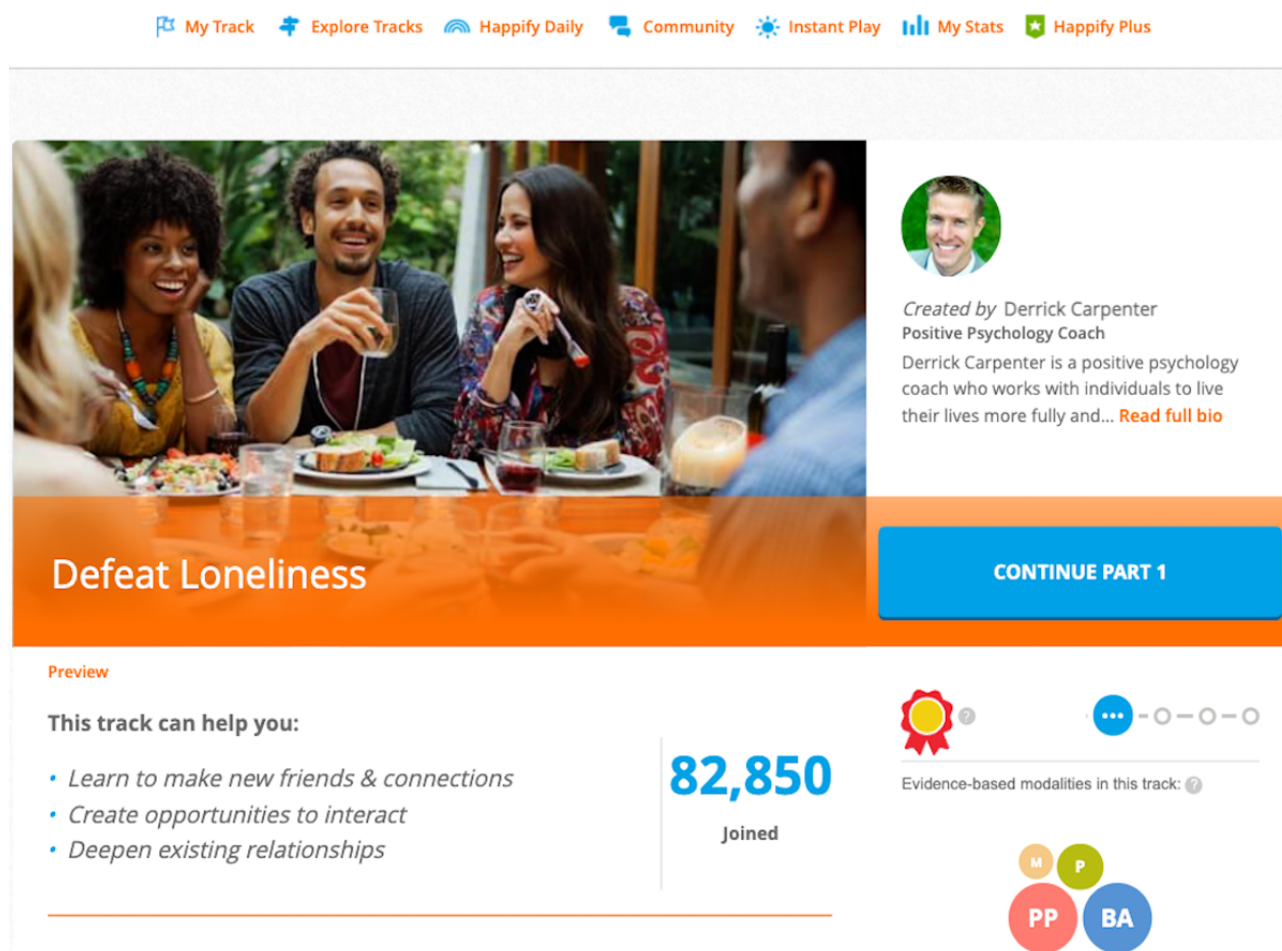 My Track Explore Tracks Happify Daily Community Instant Play My Stats Happify Plus
Created by Derrick Carpenter
Positive Psychology Coach
Derrick Carpenter is a positive psychology
coach who works with individuals to live
their lives more fully and... Read full bio
Defeat Loneliness
CONTINUE PART 1
Preview
This track can help you:
• Learn to make new friends & connections
• Create opportunities to interact
• Deepen existing relationships
82,850
Joined
?
Evidence-based modalities in this track: ?
M P
PP BA